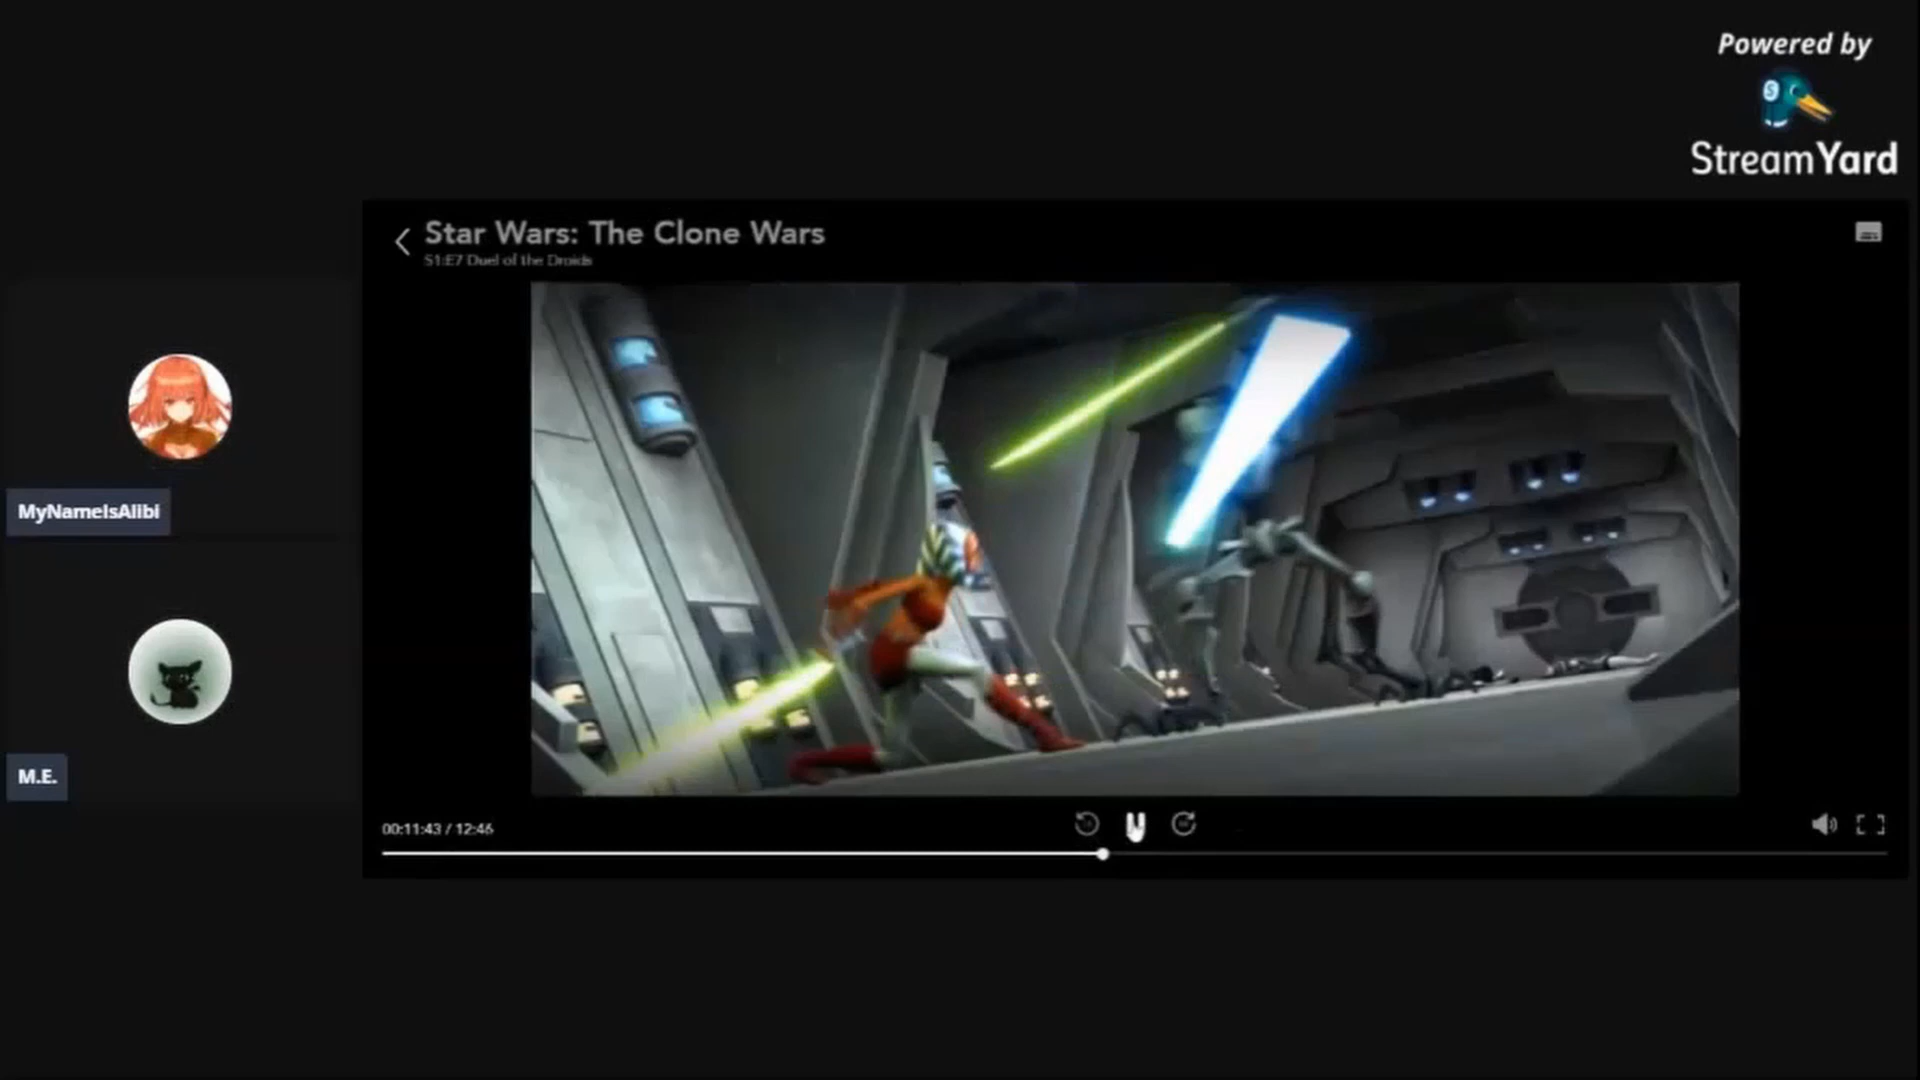 Powered by
StreamYard
Star Wars: The Clone Wars
S1:E7 Duel of the Droids
MyNameIsAlibi
M.E.
00:11:43 / 12:46